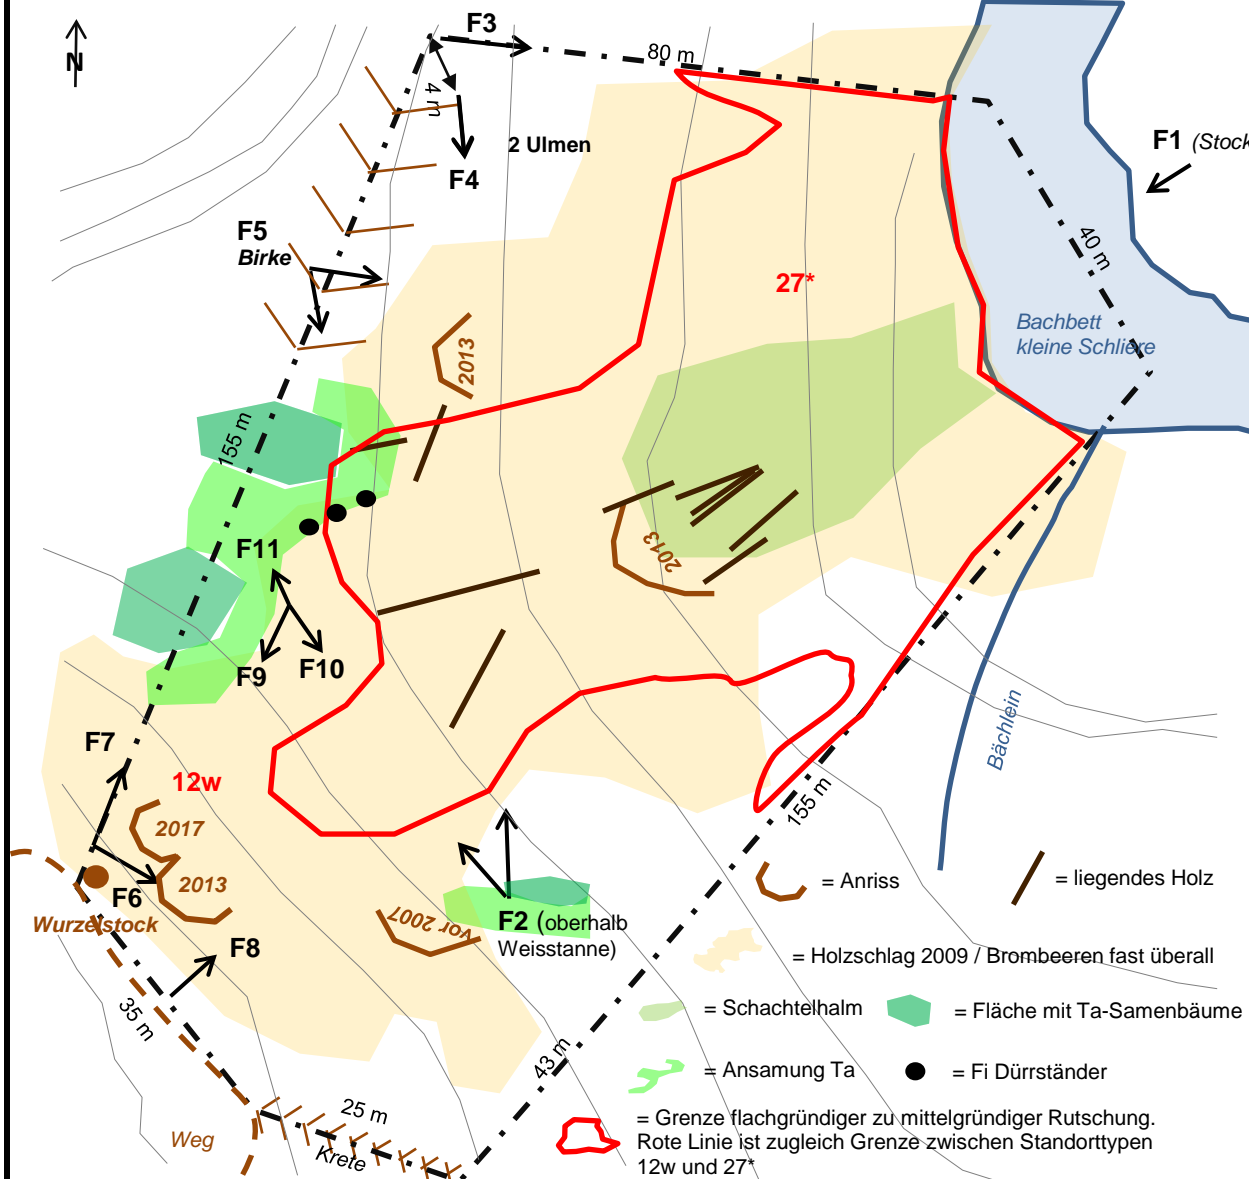 F3
N
80 m
4 m
2 Ulmen
F1 (Stock
F4
F5
Birke
40 m
27*
Bachbett
kleine Schliere
2013
155 m
F11
2013
F9
F10
Bächlein
F7
12w
155 m
2017
2013
F6
Wurzelstock
vor 2007
F2 (oberhalb
Weisstanne)
F8
35 m
43 m
25 m
Krete
Weg
= Anriss
= liegendes Holz
= Holzschlag 2009 / Brombeeren fast überall
= Schachtelhalm
= Fläche mit Ta-Samenbäume
= Ansamung Ta
= Fi Dürrständer
= Grenze flachgründiger zu mittelgründiger Rutschung.
Rote Linie ist zugleich Grenze zwischen Standorttypen
12w und 27*